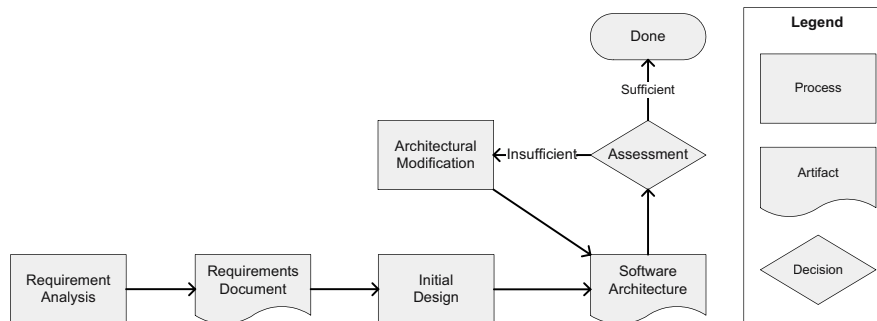 Done
Legend
Sufficient
Process
Architectural
Modification
Insufficient
Assessment
Artifact
Requirement
Analysis
Requirements
Document
Initial
Design
Software
Architecture
Decision